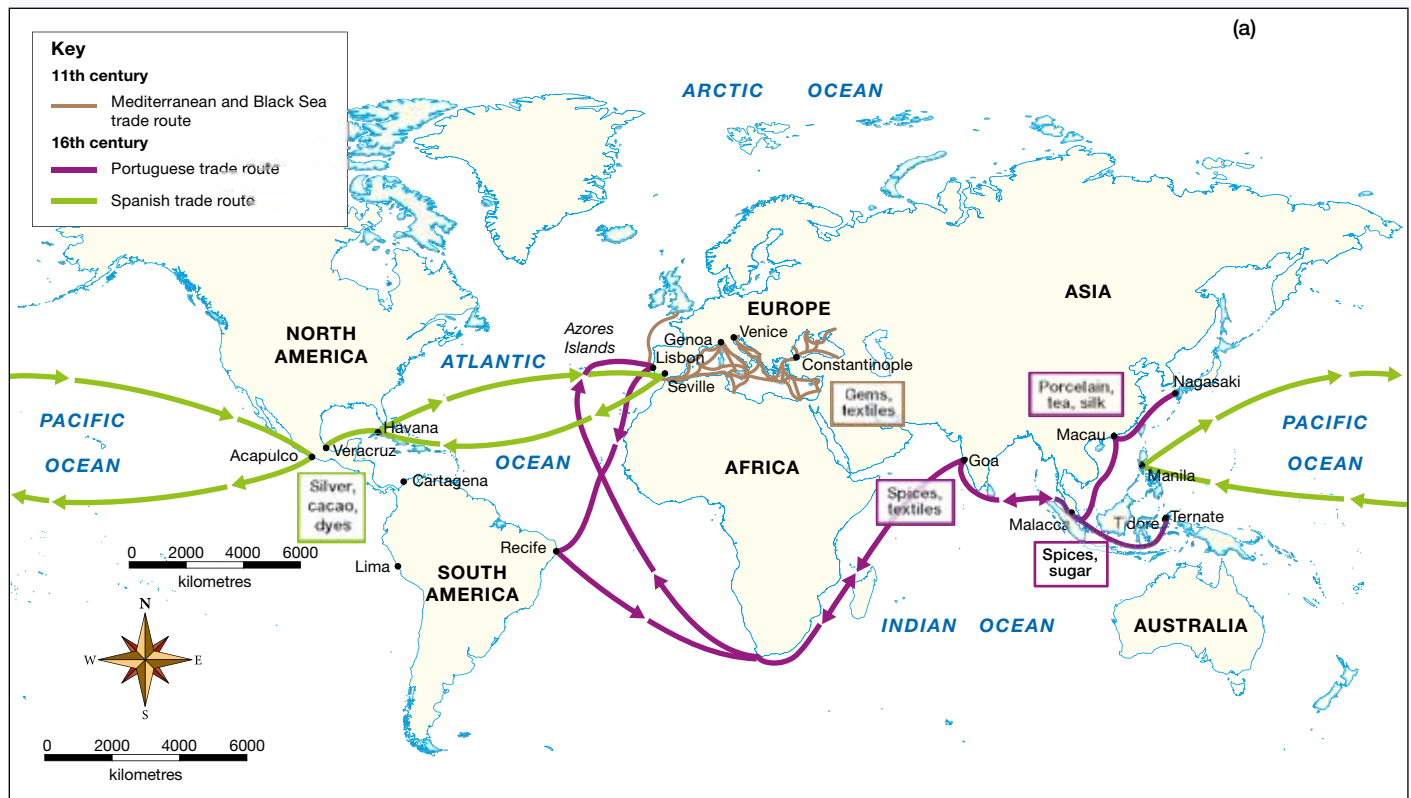 (a)
Key
11th century
Mediterranean and Black Sea
trade route
16th century
Portuguese trade route
Spanish trade route
ARCTIC OCEAN
NORTH
AMERICA
ATLANTIC
OCEAN
Azores
Islands
EUROPE
ASIA
Genoa
Venice
Lisbon
Seville
Constantinople
Gems,
textiles
Porcelain,
tea, silk
Nagasaki
Macau
PACIFIC
OCEAN
PACIFIC
OCEAN
Havana
Veracruz
Acapulco
Cartagena
Silver,
cacao,
dyes
AFRICA
Goa
Spices,
textiles
Manila
Malacca
Ternate
Spices,
sugar
Recife
Lima
SOUTH
AMERICA
INDIAN OCEAN
AUSTRALIA
0 2000 4000 6000
kilometres
N
W E
S
0 2000 4000 6000
kilometres